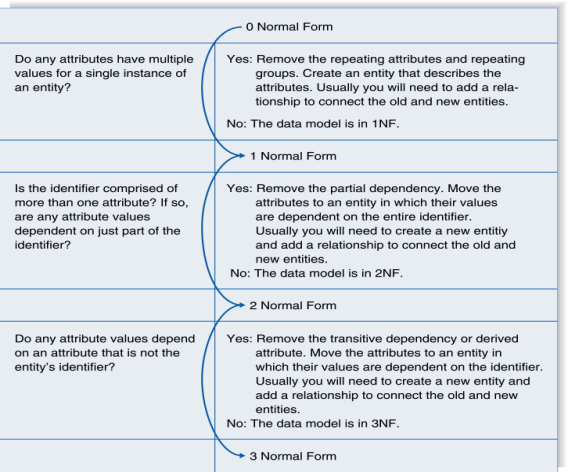 0 Normal Form
Do any attributes have multiple
values for a single instance of
an entity?
Yes: Remove the repeating attributes and repeating
groups. Create an entity that describes the
attributes. Usually you will need to add a rela-
tionship to connect the old and new entities.
No: The data model is in 1NF.
1 Normal Form
Is the identifier comprised of
more than one attribute? If so,
are any attribute values
dependent on just part of the
identifier?
Yes: Remove the partial dependency. Move the
attributes to an entity in which their values
are dependent on the entire identifier.
Usually you will need to create a new entitiy
and add a relationship to connect the old and
new entities.
No: The data model is in 2NF.
2 Normal Form
Do any attribute values depend
on an attribute that is not the
entity's identifier?
Yes: Remove the transitive dependency or derived
attribute. Move the attributes to an entity in
which their values are dependent on the identifier.
Usually you will need to create a new entity and
add a relationship to connect the old and new
entities.
No: The data model is in 3NF.
3 Normal Form